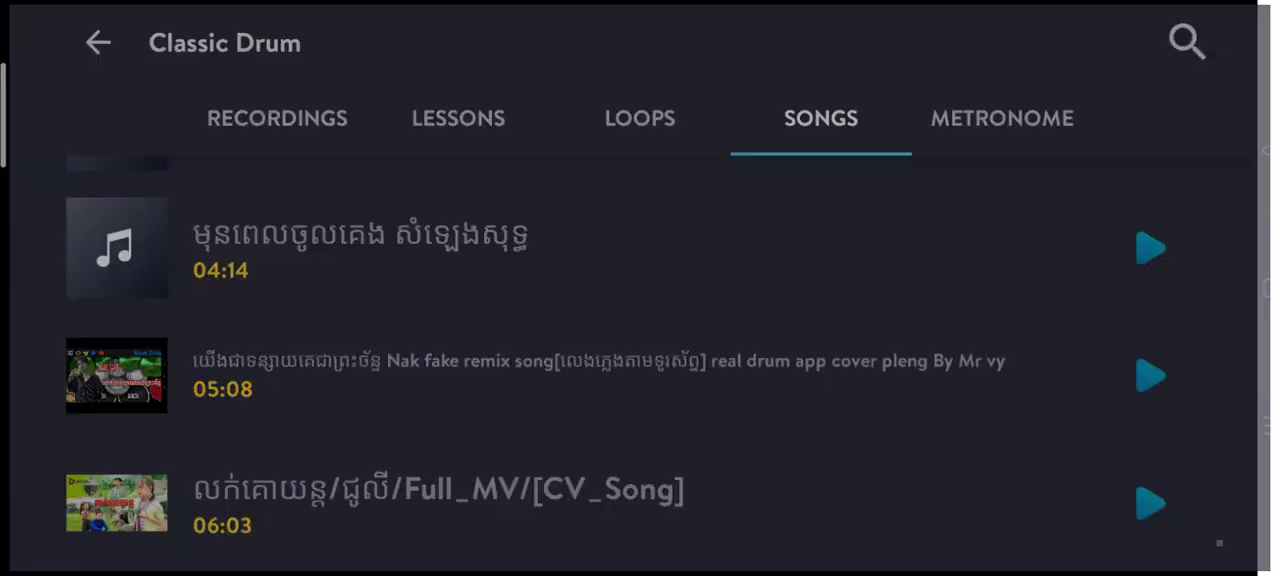 Classic Drum
RECORDINGS
LESSONS
LOOPS
SONGS
METRONOME
មុនពេលចូលគេង សំឡេងសុទ្ធ
04:14
យើងជាទន្សាយគេជាព្រះច័ន្ទ Nak fake remix song[លេងភ្លេងតាមទូរស័ព្ទ] real drum app cover pleng By Mr vy
05:08
លក់គោយន្ត/ជូលី/Full_MV/[CV_Song]
06:03